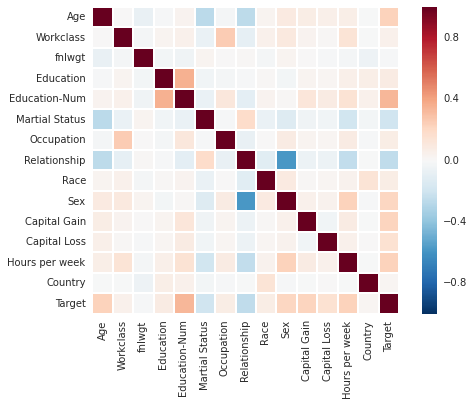 Age
Workclass
fnlwgt
Education
Education-Num
Martial Status
Occupation
Relationship
Race
Sex
Capital Gain
Capital Loss
Hours per week
Country
Target
Age
Workclass
fnlwgt
Education
Education-Num
Martial Status
Occupation
Relationship
Race
Sex
Capital Gain
Capital Loss
Hours per week
Country
Target
0.8
0.4
0.0
−0.4
−0.8